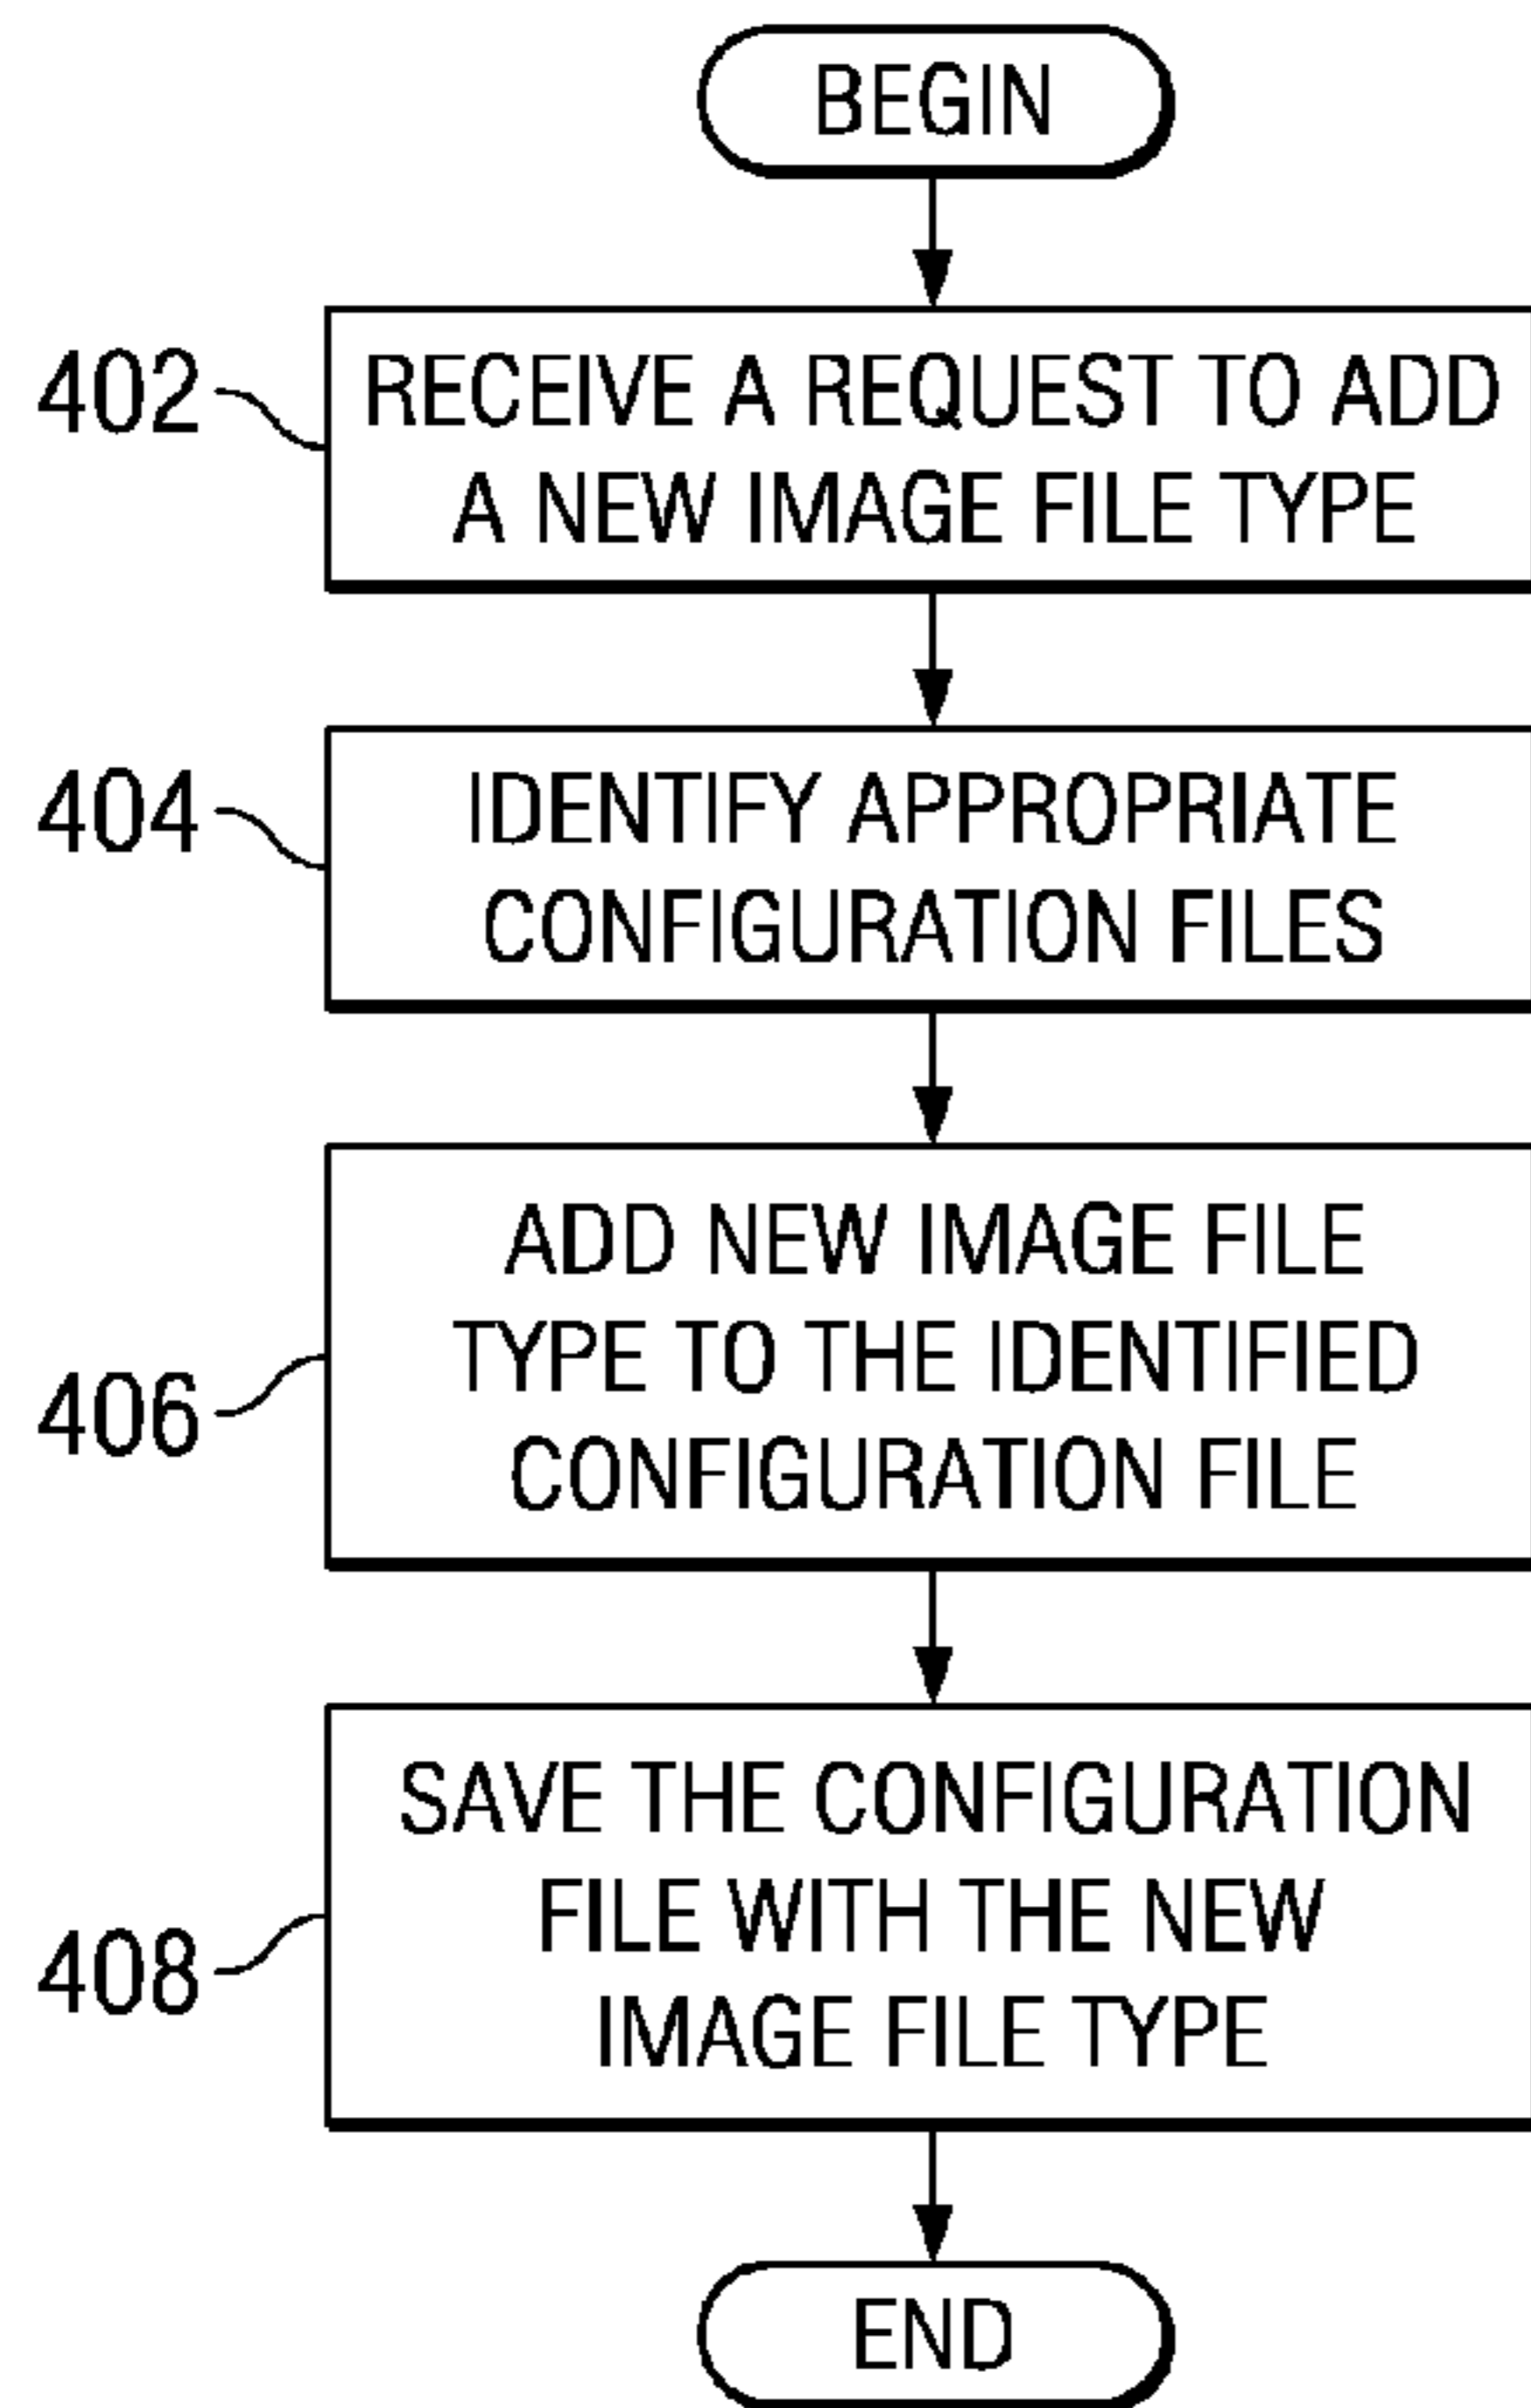 BEGIN
402
RECEIVE A REQUEST TO ADD
A NEW IMAGE FILE TYPE
404
IDENTIFY APPROPRIATE
CONFIGURATION FILES
406
ADD NEW IMAGE FILE
TYPE TO THE IDENTIFIED
CONFIGURATION FILE
408
SAVE THE CONFIGURATION
FILE WITH THE NEW
IMAGE FILE TYPE
END